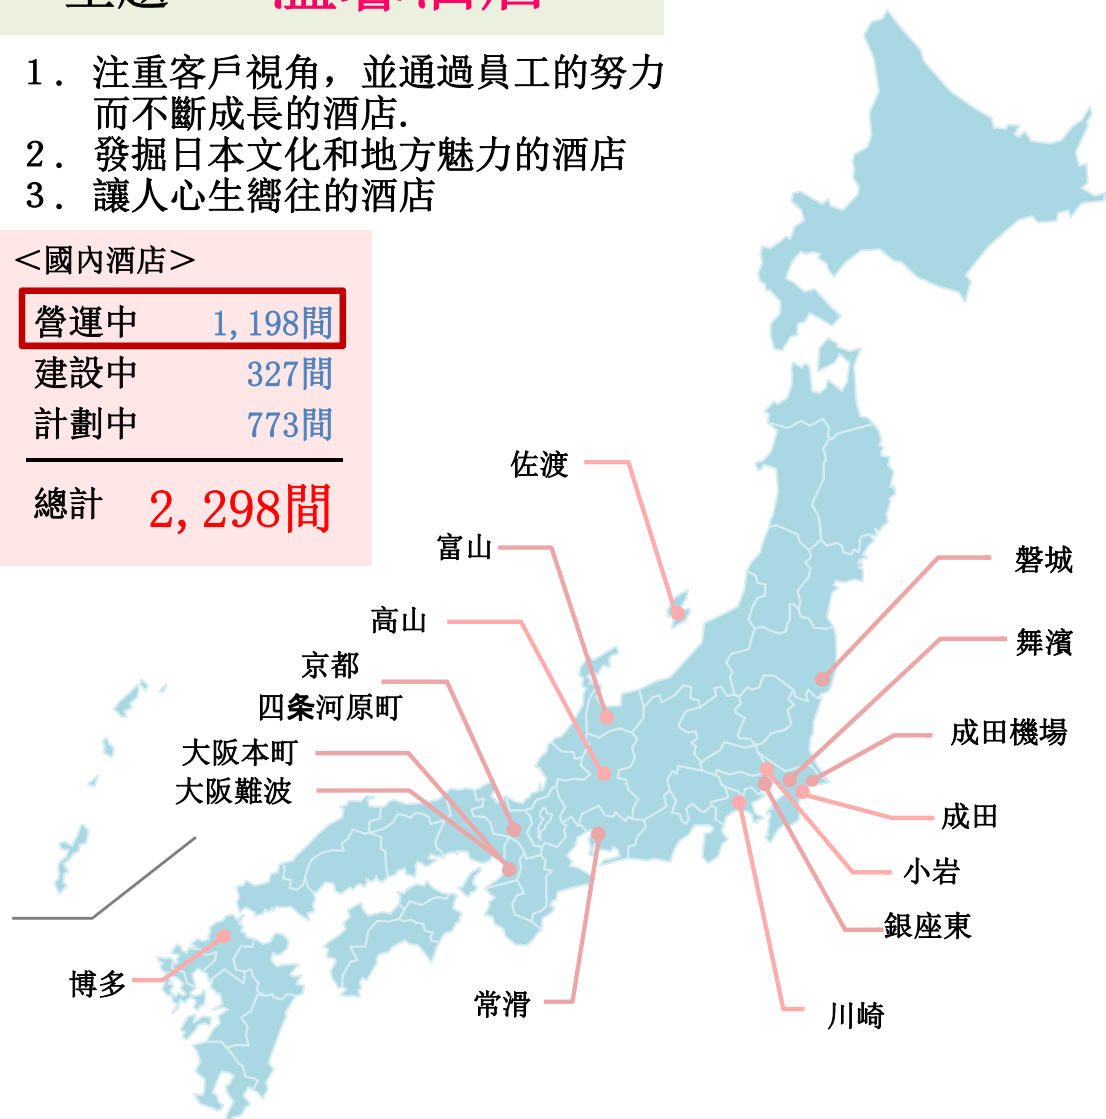 １. 注重客戶視角，並通過員工的努力
而不斷成長的酒店.
２. 發掘日本文化和地方魅力的酒店
３. 讓人心生嚮往的酒店
＜國內酒店＞
營運中 1,198間
建設中 327間
計劃中 773間
總計 2,298間
佐渡
富山
高山
京都
四条河原町
大阪本町
大阪難波
磐城
舞濱
成田機場
成田
小岩
銀座東
川崎
常滑
博多